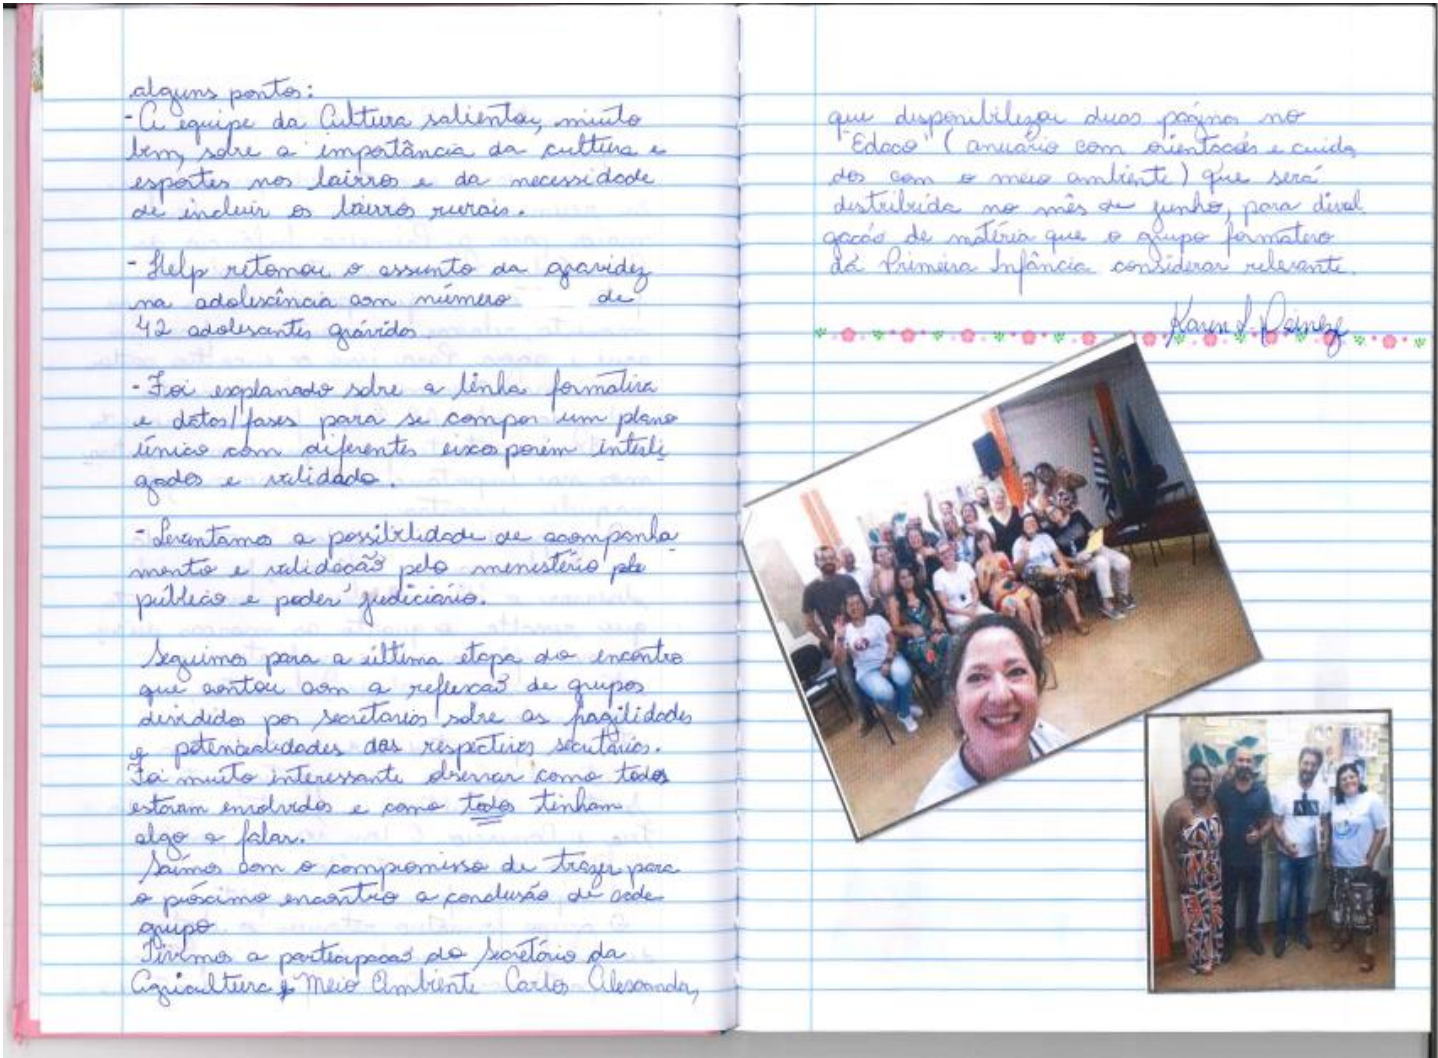 alguns pontos:
- A equipe da Cultura salientou, muito
bem, sobre a importância da cultura e
esportes nos bairros e da necessidade
de incluir os bairros rurais.
- Help retomou o assunto da gravidez
na adolescência com número de
42 adolescentes grávidas.
- Foi explanado sobre a linha formativa
e datas/fases para se compor um plano
único com diferentes eixos porém interli
gados e validado.
- Levantamos a possibilidade de acompanha
mento e validação pelo menistério
público e poder judiciário.
Seguimos para a última etapa do encontro
que contou com a reflexão de grupos
divididos por secretarias sobre as fragilidades
e potencialidades das respectivas secretarias.
Foi muito interessante observar como todos
estavam envolvidos e como todos tinham
algo a falar.
Saímos com o compromisso de trazer para
o próximo encontro a conclusão de cada
grupo.
Tivemos a participação do Secretário da
Agricultura e Meio Ambiente Carlos Alexandre,
que disponibilizou duas páginas no
(anuário com orientações e cuida
dos com o meio ambiente) que será
distribuída no mês de junho, para divul
gação de matéria que o grupo formativo
da Primeira Infância considerar relevante.
Karen